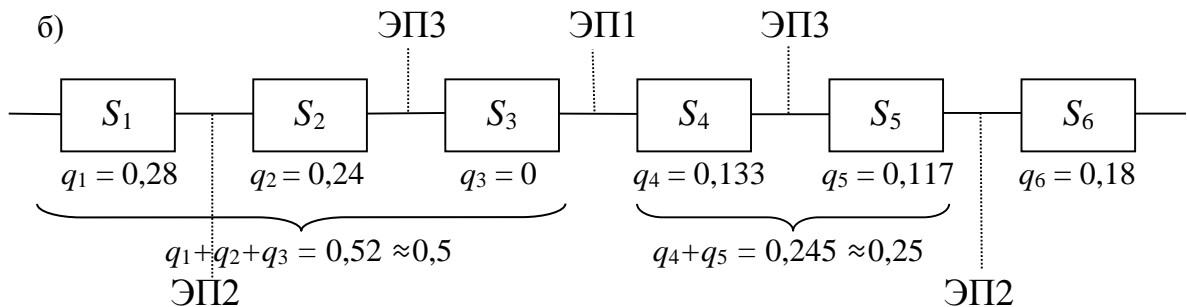 б)
ЭП3 ЭП1 ЭП3
S1 S2 S3 S4 S5 S6
q1 = 0,28 q2 = 0,24 q3 = 0 q4 = 0,133 q5 = 0,117 q6 = 0,18
q1+q2+q3 = 0,52 ≈0,5 q4+q5 = 0,245 ≈0,25
ЭП2 ЭП2